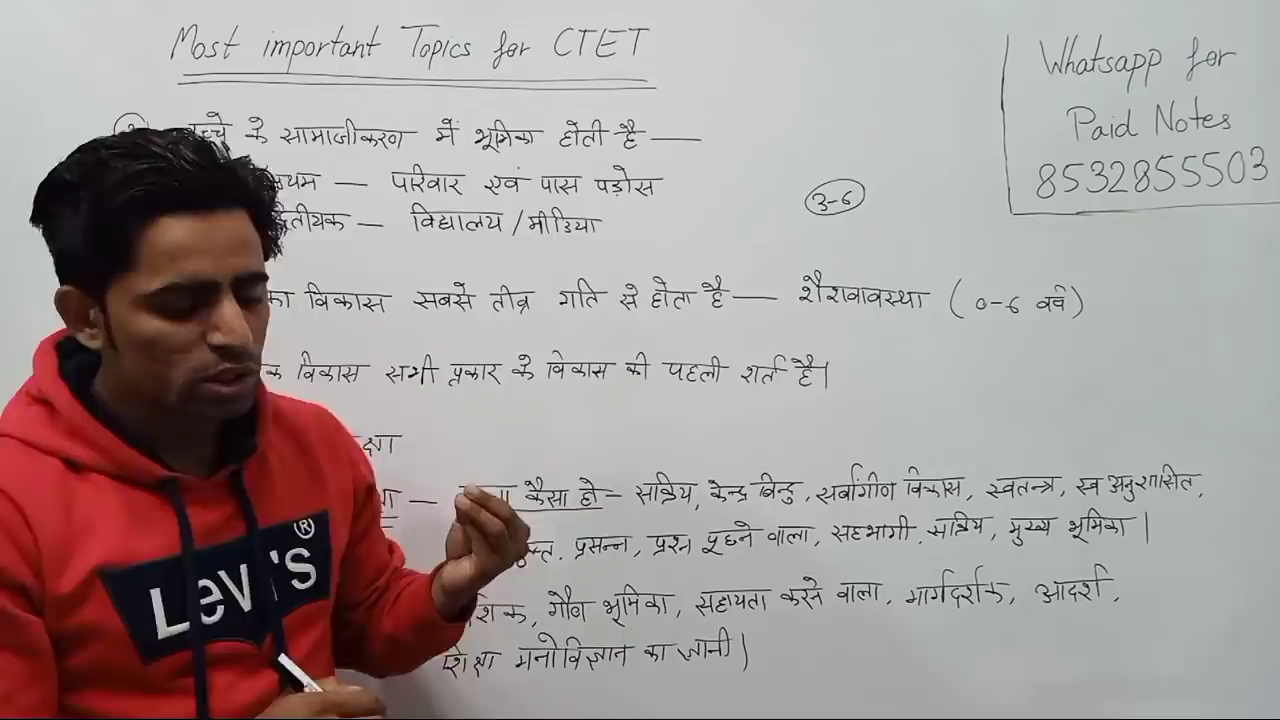 Most important Topics for CTET
Whatsapp for
Paid Notes
8532855503
के सामाजीकरण में भूमिका होती है —
— परिवार एवं पास पड़ोस
— विद्यालय / मीडिया
3-6
का विकास सबसे तीव्र गति से होता है — शैशवावस्था ( 0-6 वर्ष )
विकास सभी प्रकार के विकास की पहली शर्त है।
— कैसा हो - सक्रिय, केन्द्र बिन्दु, सर्वांगीण विकास, स्वतन्त्र, स्व अनुशासित,
प्रसन्न, प्रश्न पूछने वाला, सहभागी, सक्रिय, मुख्य भूमिका |
गौण भूमिका, सहायता करने वाला, मार्गदर्शक, आदर्श,
शिक्षा मनोविज्ञान का ज्ञानी |
Levi's
(R)